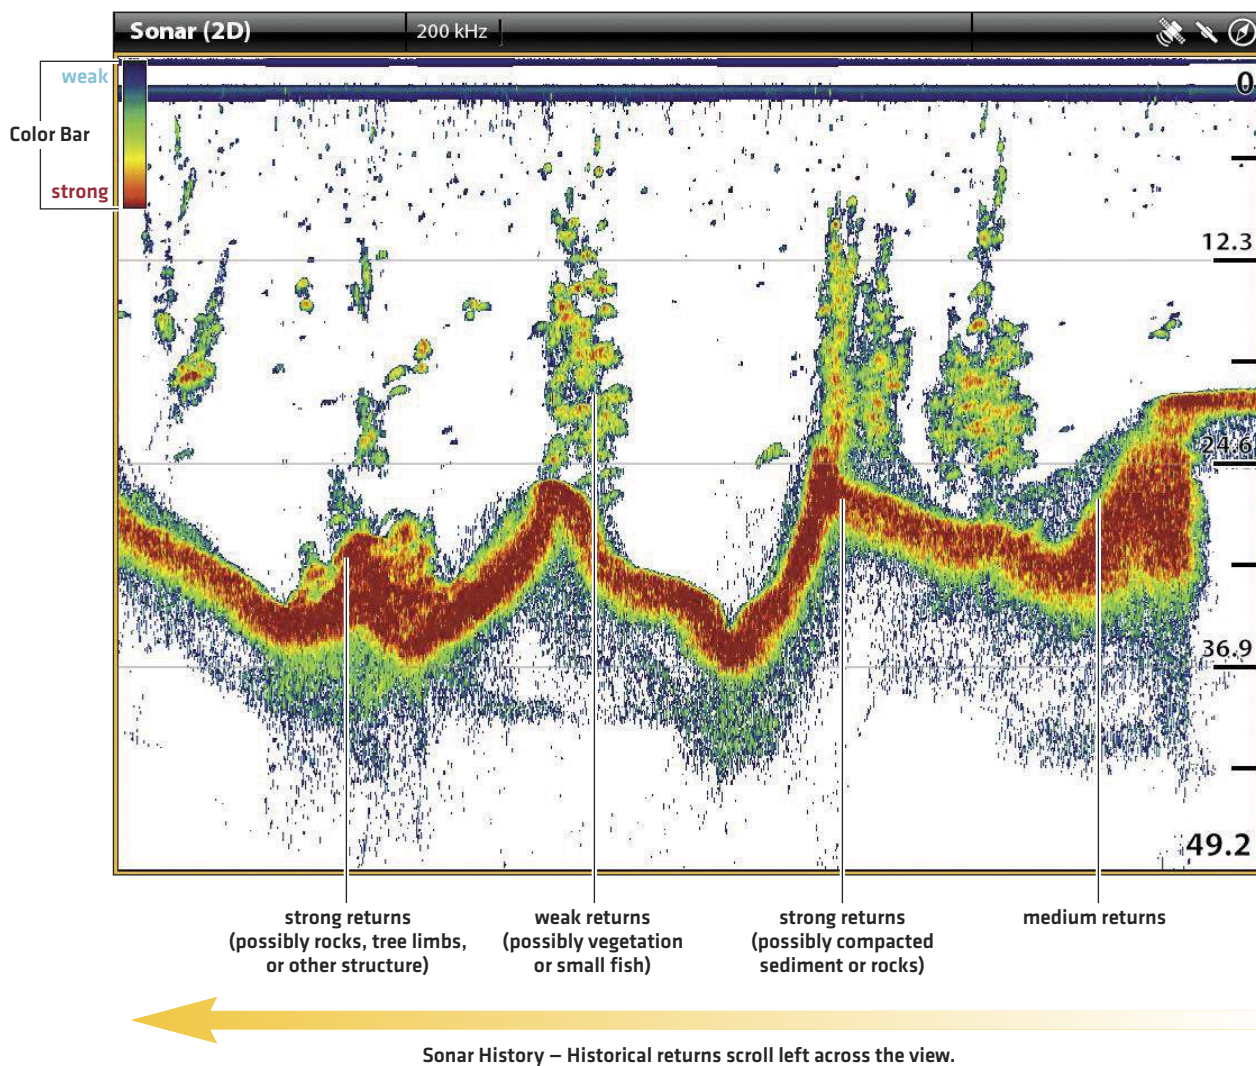 Sonar (2D)
200 kHz
weak
Color Bar
strong
0
12.3
24.6
36.9
49.2
strong returns
(possibly rocks, tree limbs,
or other structure)
weak returns
(possibly vegetation
or small fish)
strong returns
(possibly compacted
sediment or rocks)
medium returns
Sonar History – Historical returns scroll left across the view.